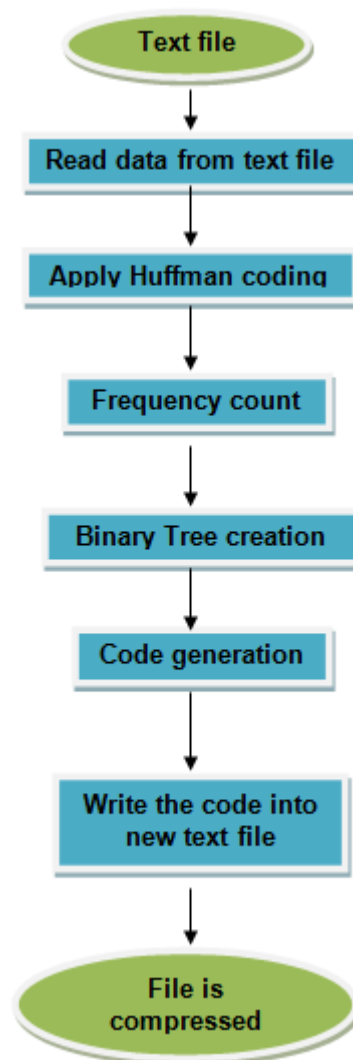 Text file
Read data from text file
Apply Huffman coding
Frequency count
Binary Tree creation
Code generation
Write the code into
new text file
File is
compressed